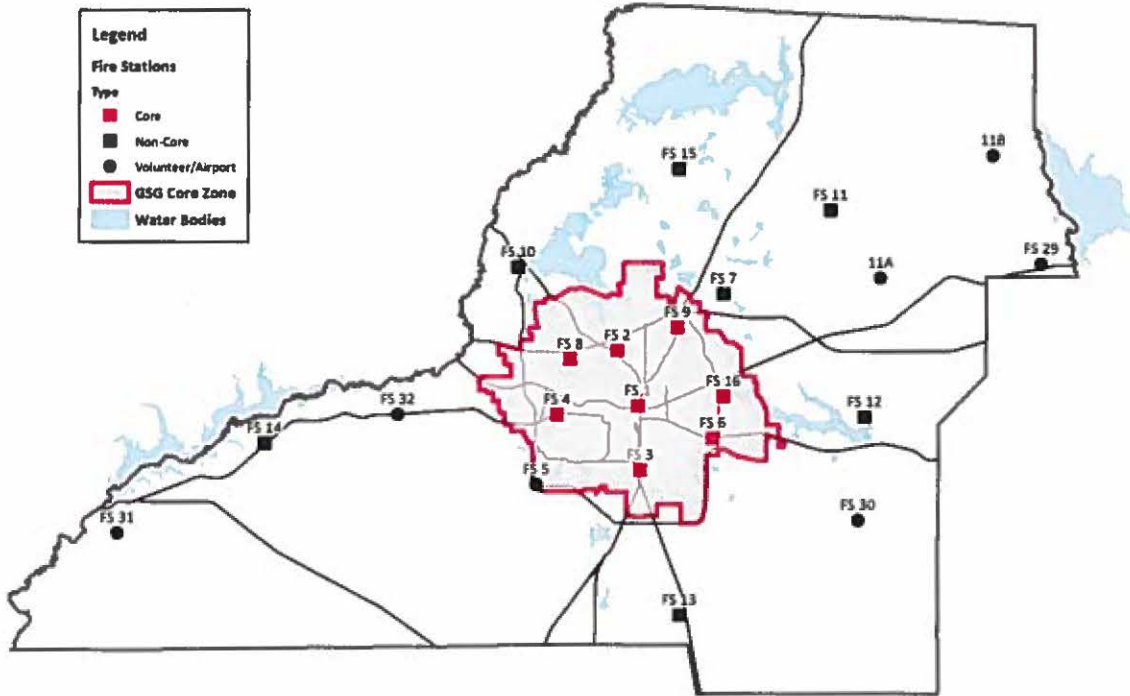 Legend
Fire Stations
Type
Core
Non-Core
Volunteer/Airport
GSG Core Zone
Water Bodies
11B
FS 15
FS 11
FS 10
FS 29
11A
FS 7
FS 9
FS 2
FS 8
FS 16
FS 4
FS 32
FS 12
FS 14
FS 6
FS 3
FS 5
FS 31
FS 30
FS 13